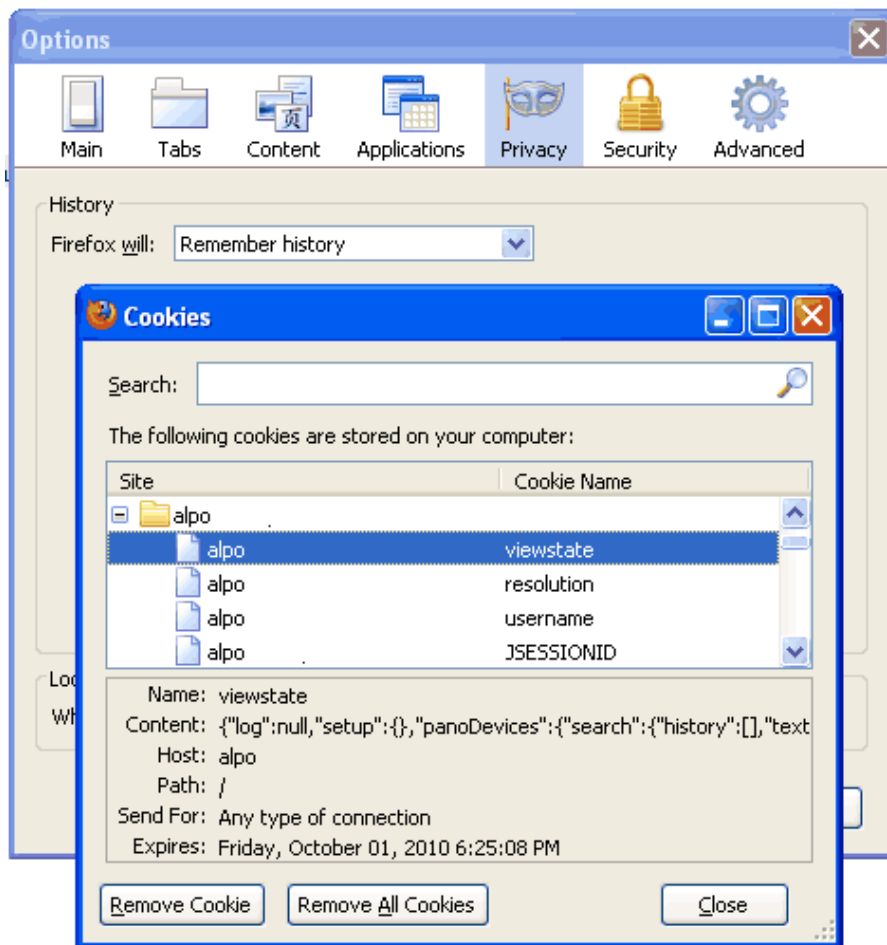 Options
Main Tabs Content Applications Privacy Security Advanced
页
History
Firefox will: Remember history
Cookies
Search:
The following cookies are stored on your computer:
Site Cookie Name
alpo
alpo viewstate
alpo resolution
alpo username
alpo JSESSIONID
Name: viewstate
Content: {"log":null,"setup":{},"panoDevices":{"search":{"history":[],"text
Host: alpo
Path: /
Send For: Any type of connection
Expires: Friday, October 01, 2010 6:25:08 PM
Remove Cookie Remove All Cookies Close